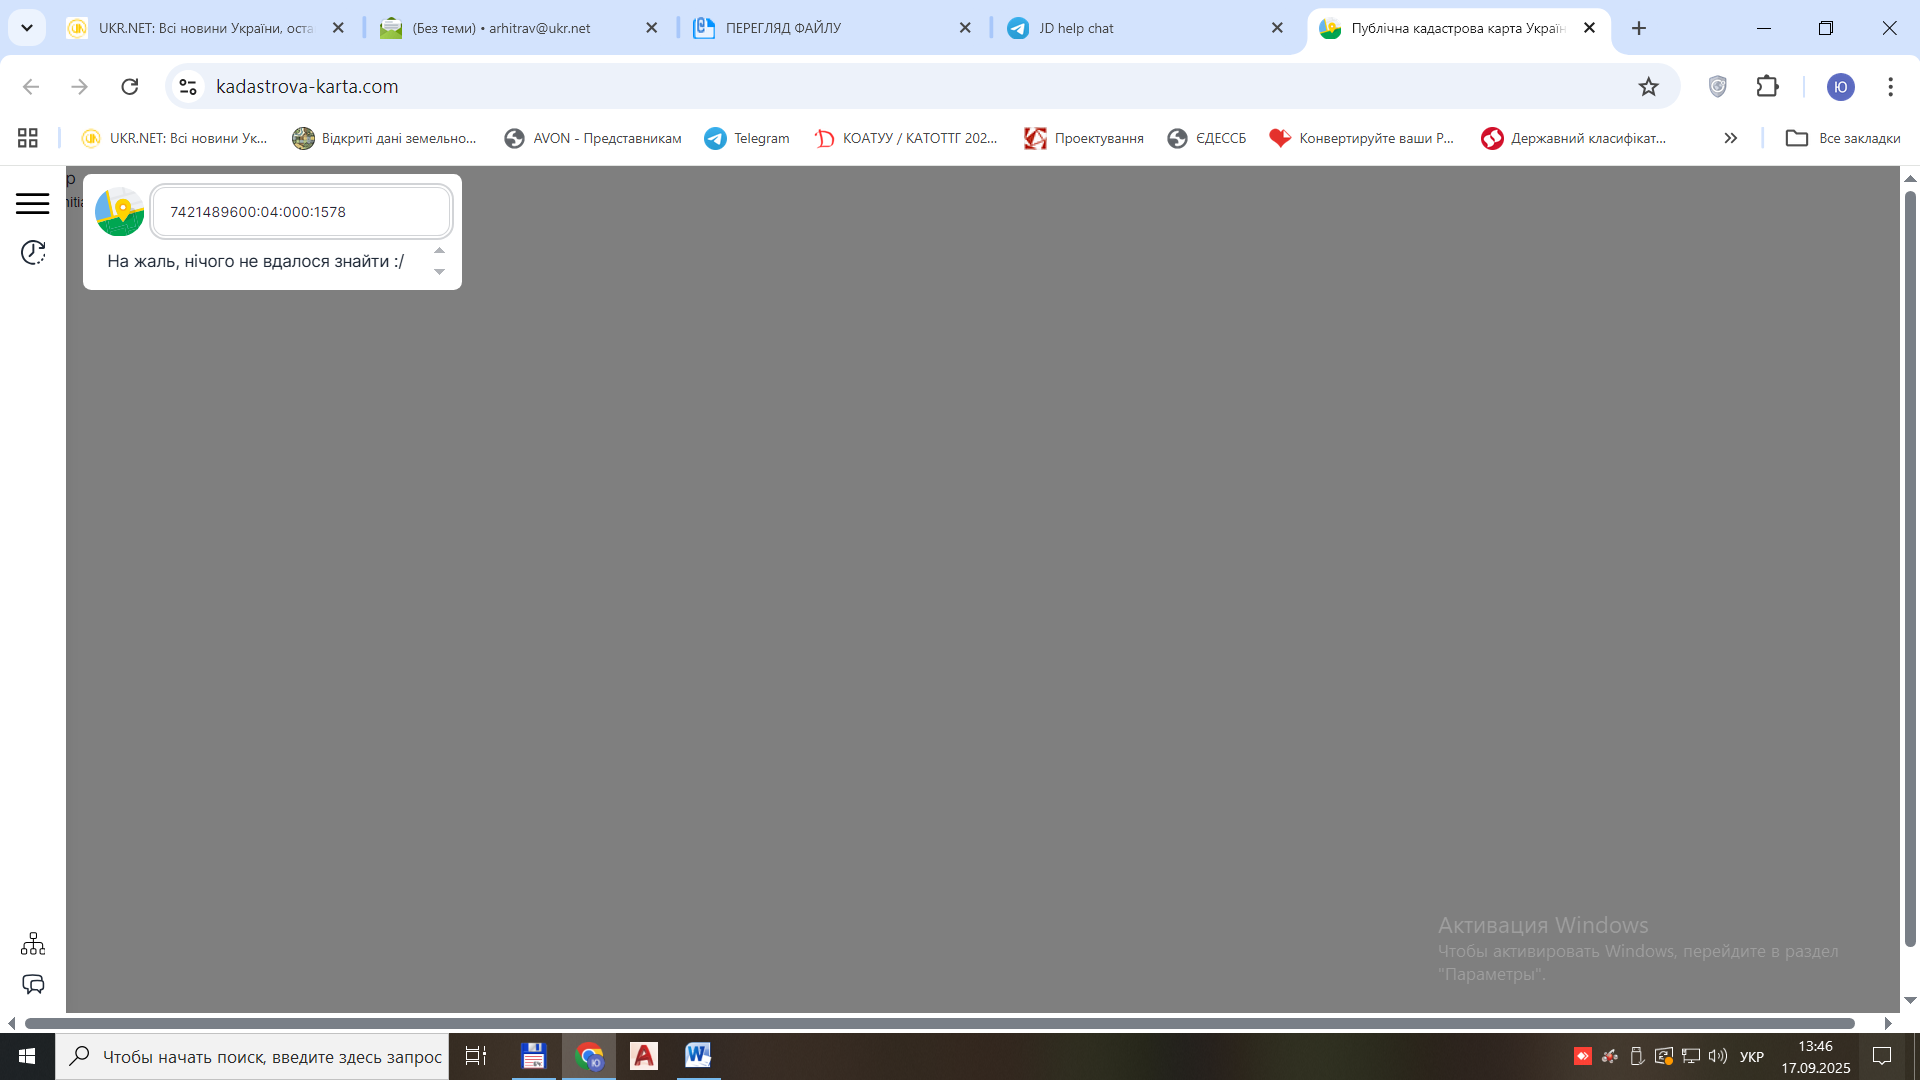 UKR.NET: Всі новини України, оста
(Без теми) • arhitrav@ukr.net
ПЕРЕГЛЯД ФАЙЛУ
JD help chat
Публічна кадастрова карта Україн
kadastrova-karta.com
Ю
UKR.NET: Всі новини Ук...
Відкриті дані земельно...
AVON - Представникам
Telegram
КОАТУУ / КАТОТТГ 202...
Проектування
ЄДЕССБ
Конвертируйте ваши P...
Державний класифікат...
Все закладки
7421489600:04:000:1578
На жаль, нічого не вдалося знайти :/
Активация Windows
Чтобы активировать Windows, перейдите в раздел
"Параметры".
Чтобы начать поиск, введите здесь запрос
УКР
13:46
17.09.2025